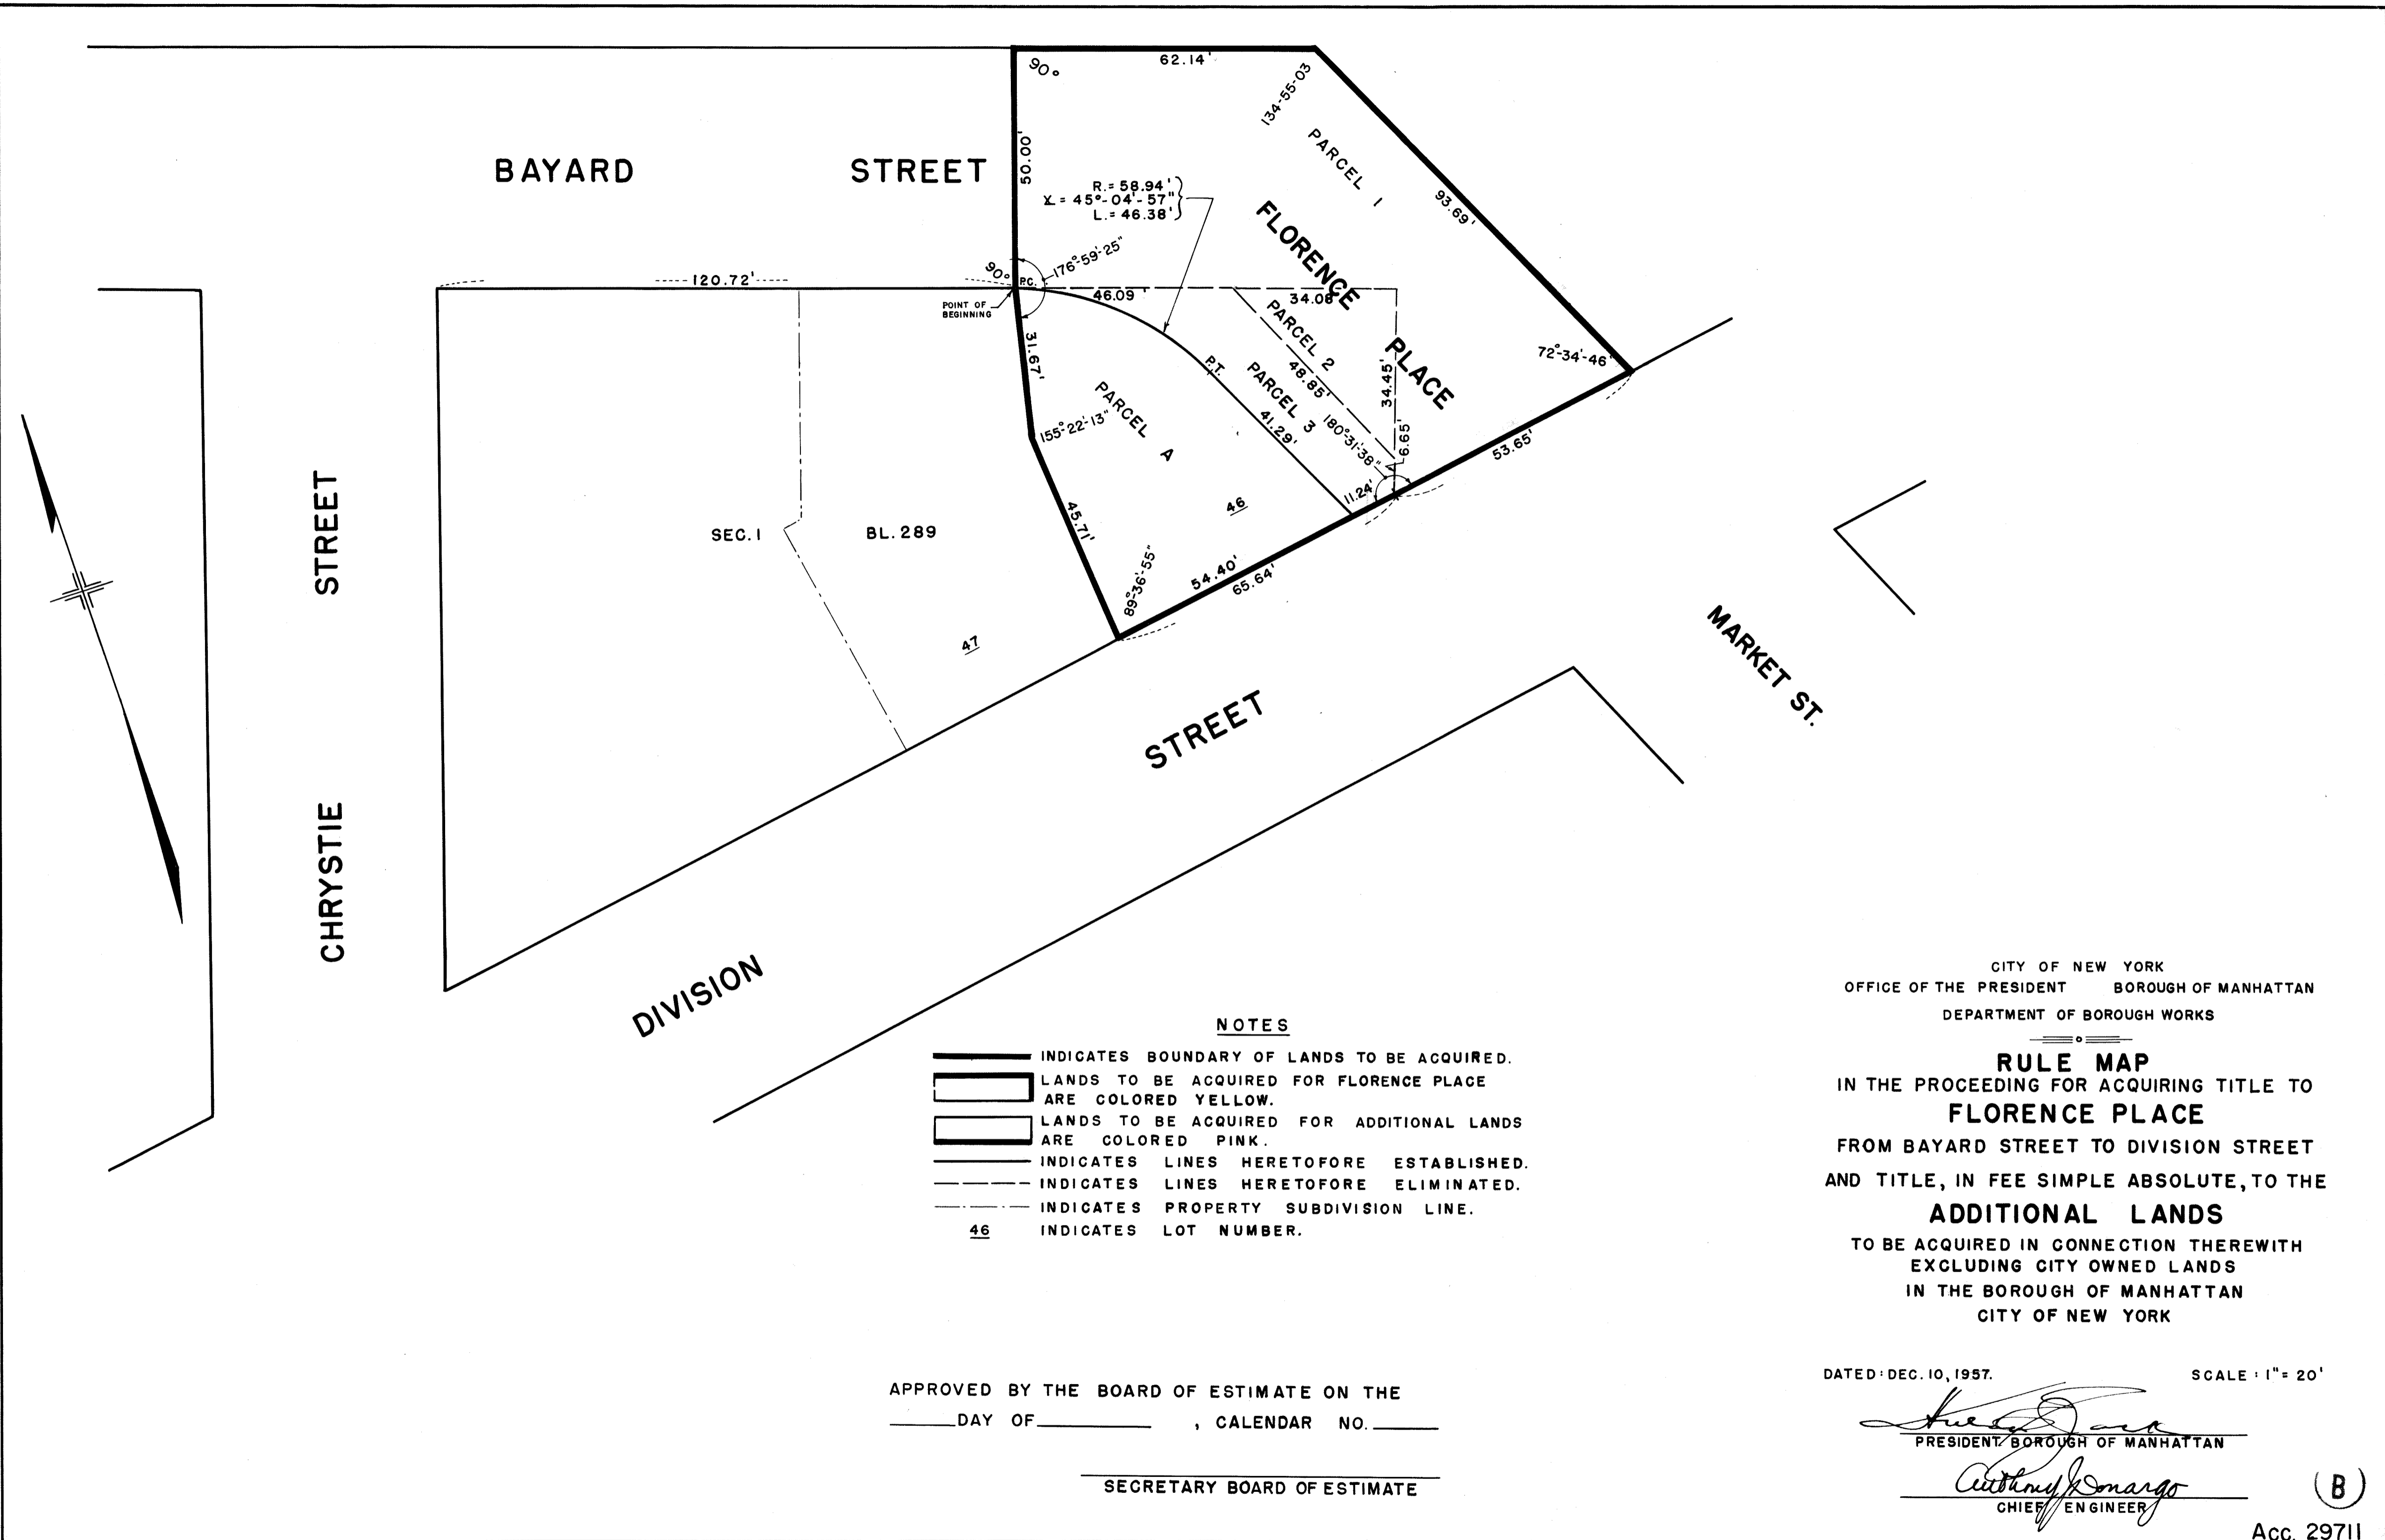 62.14'
90°
134-55-03
PARCEL 1
BAYARD STREET
50.00'
R.= 58.94'
∡ = 45°-04'-57"
L.= 46.38'
93.69'
FLORENCE PLACE
176°-59'-25"
90°
P.C.
120.72'
46.09'
34.08'
POINT OF
BEGINNING
PARCEL 2
31.67'
P.T.
48.85'
34.45'
72°-34'-46"
PARCEL 3
PARCEL A
155°-22'-13"
41.29'
180°-31'-38"
6.65'
53.65'
11.24'
46
45.71'
SEC. 1
BL. 289
89°-36'-55"
54.40'
65.64'
47
CHRYSTIE STREET
MARKET ST.
DIVISION STREET
NOTES
INDICATES BOUNDARY OF LANDS TO BE ACQUIRED.
LANDS TO BE ACQUIRED FOR FLORENCE PLACE
ARE COLORED YELLOW.
LANDS TO BE ACQUIRED FOR ADDITIONAL LANDS
ARE COLORED PINK.
INDICATES LINES HERETOFORE ESTABLISHED.
INDICATES LINES HERETOFORE ELIMINATED.
INDICATES PROPERTY SUBDIVISION LINE.
46 INDICATES LOT NUMBER.
APPROVED BY THE BOARD OF ESTIMATE ON THE
DAY OF , CALENDAR NO.
SECRETARY BOARD OF ESTIMATE
CITY OF NEW YORK
OFFICE OF THE PRESIDENT BOROUGH OF MANHATTAN
DEPARTMENT OF BOROUGH WORKS
RULE MAP
IN THE PROCEEDING FOR ACQUIRING TITLE TO
FLORENCE PLACE
FROM BAYARD STREET TO DIVISION STREET
AND TITLE, IN FEE SIMPLE ABSOLUTE, TO THE
ADDITIONAL LANDS
TO BE ACQUIRED IN CONNECTION THEREWITH
EXCLUDING CITY OWNED LANDS
IN THE BOROUGH OF MANHATTAN
CITY OF NEW YORK
DATED: DEC. 10, 1957. SCALE: 1"= 20'
PRESIDENT BOROUGH OF MANHATTAN
CHIEF ENGINEER
B
Acc. 29711